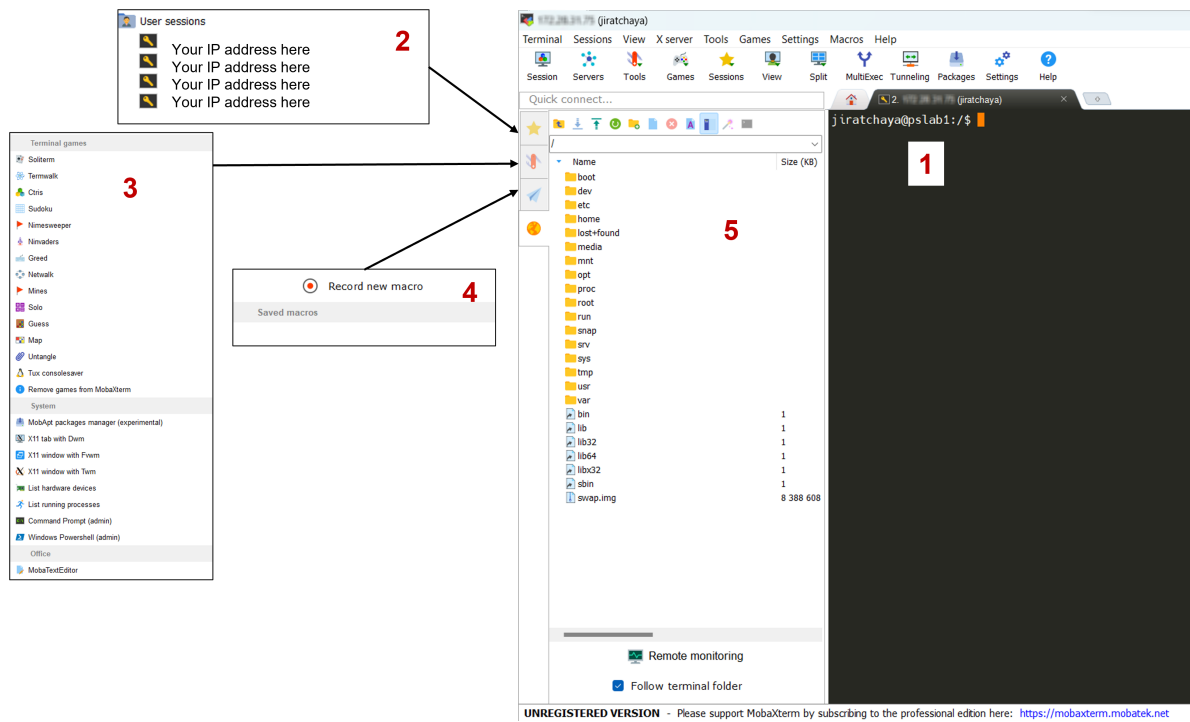 User sessions
Your IP address here
Your IP address here
Your IP address here
Your IP address here
2
Terminal games
Soliterm
Termwalk
Ctris
Sudoku
Nimesweeper
Ninvaders
Greed
Netwalk
Mines
Solo
Guess
Map
Untangle
Tux consolesaver
Remove games from MobaXterm
System
MobApt packages manager (experimental)
X11 tab with Dwm
X11 window with Fvwm
X11 window with Twm
List hardware devices
List running processes
Command Prompt (admin)
Windows Powershell (admin)
Office
MobaTextEditor
3
Record new macro
Saved macros
4
(jiratchaya)
Terminal Sessions View X server Tools Games Settings Macros Help
Session Servers Tools Games Sessions View Split MultiExec Tunneling Packages Settings Help
Quick connect...
2. (jiratchaya)
/
Name Size (KB)
boot
dev
etc
home
lost+found
media
mnt
opt
proc
root
run
snap
srv
sys
tmp
usr
var
bin 1
lib 1
lib32 1
lib64 1
libx32 1
sbin 1
swap.img 8 388 608
5
Remote monitoring
Follow terminal folder
jiratchaya@pslab1:/$
1
UNREGISTERED VERSION - Please support MobaXterm by subscribing to the professional edition here: https://mobaxterm.mobatek.net